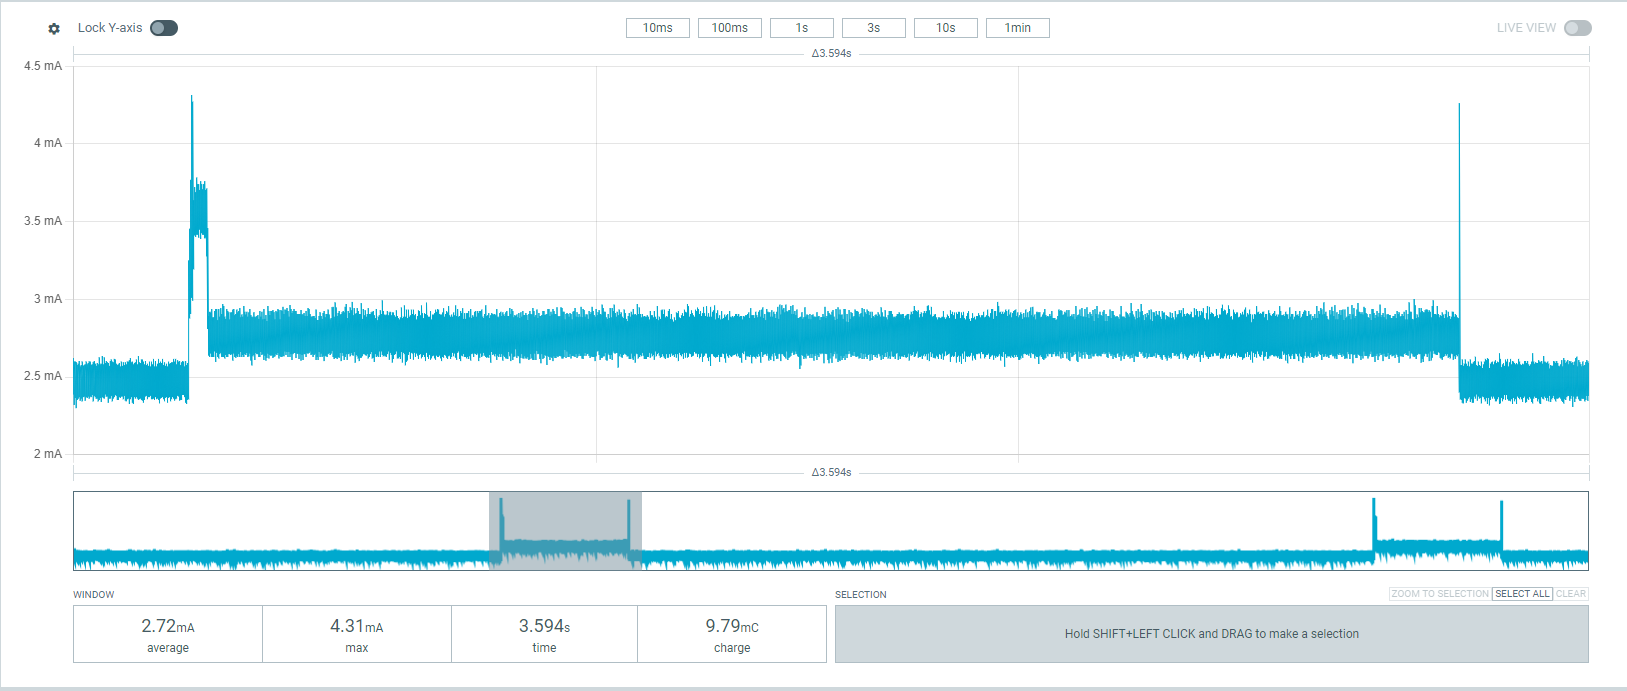 Lock Y-axis 10ms 100ms 1s 3s 10s 1min LIVE VIEW
Δ3.594s
4.5 mA
4 mA
3.5 mA
3 mA
2.5 mA
2 mA
Δ3.594s
WINDOW SELECTION ZOOM TO SELECTION SELECT ALL CLEAR
2.72mA 4.31mA 3.594s 9.79mC
average max time charge
Hold SHIFT+LEFT CLICK and DRAG to make a selection